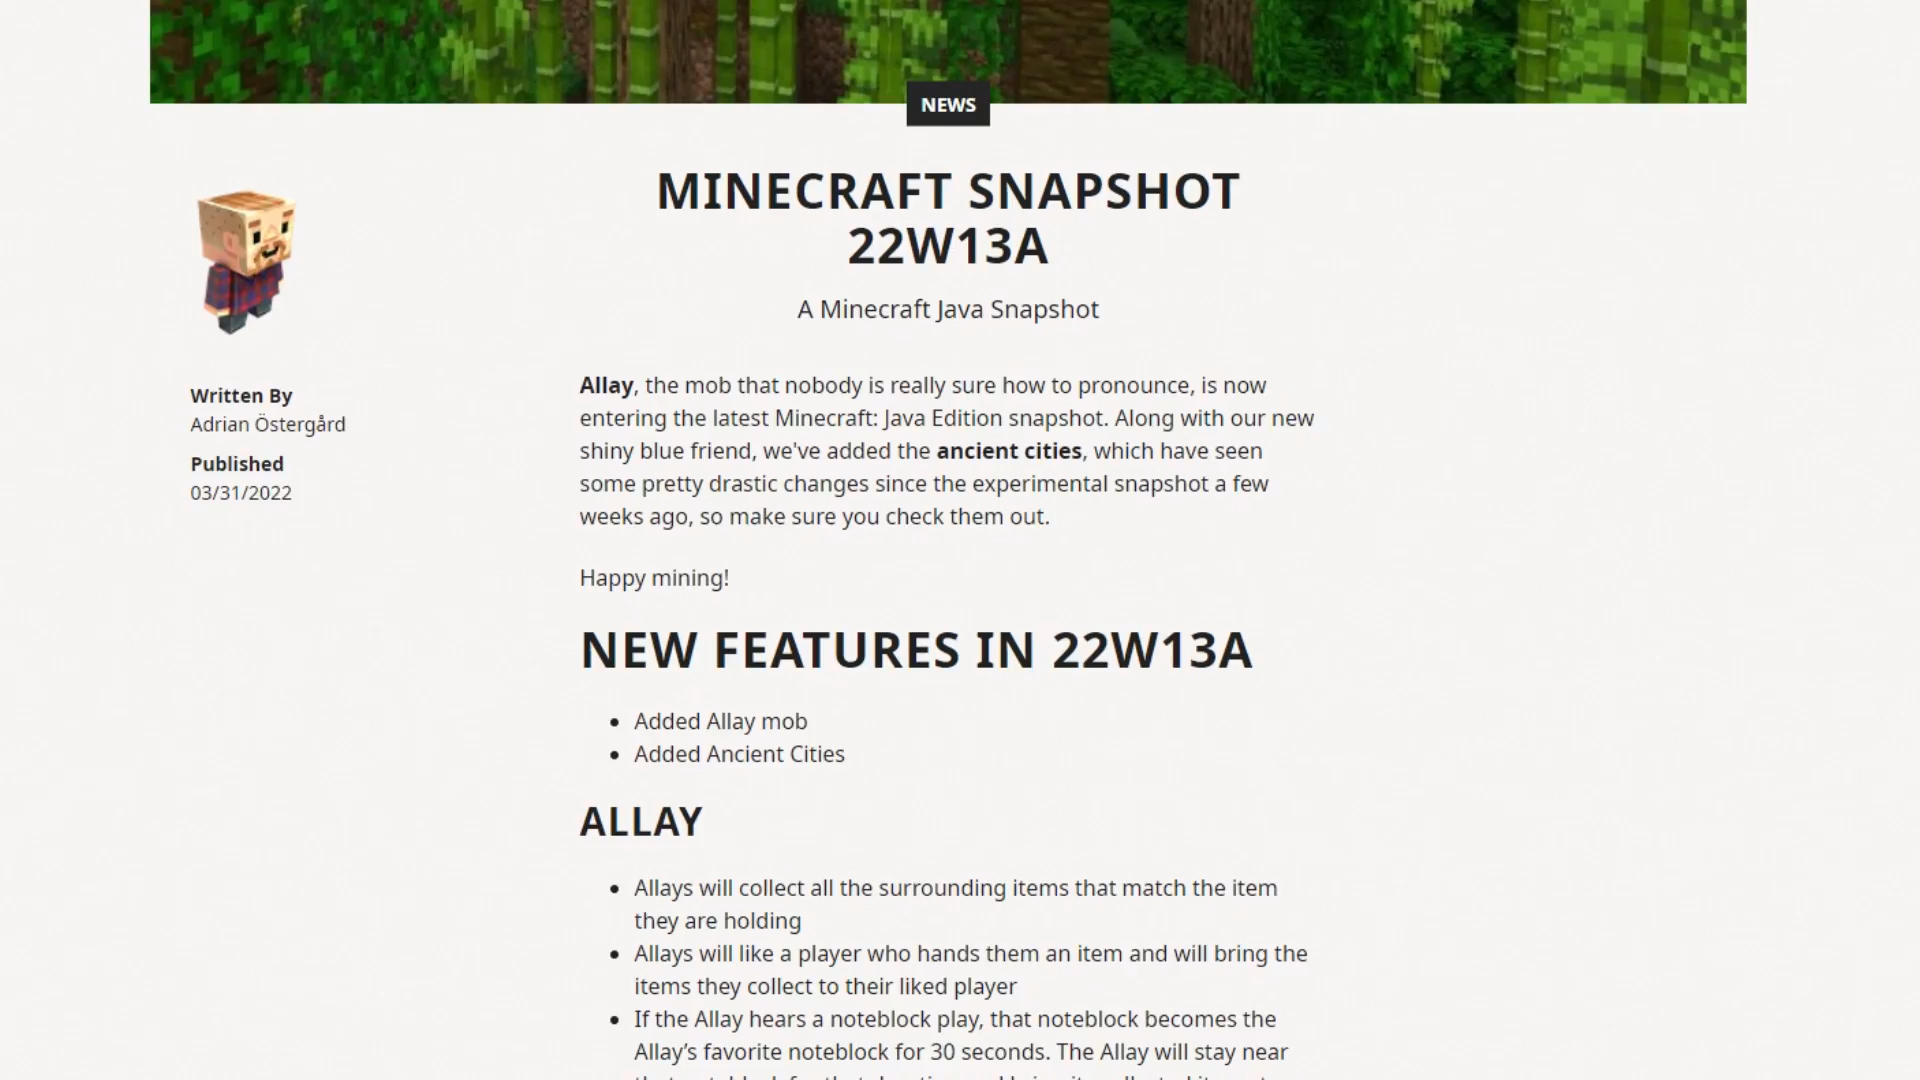 NEWS
MINECRAFT SNAPSHOT
22W13A
A Minecraft Java Snapshot
Written By
Adrian Östergård
Published
03/31/2022
Allay, the mob that nobody is really sure how to pronounce, is now
entering the latest Minecraft: Java Edition snapshot. Along with our new
shiny blue friend, we've added the ancient cities, which have seen
some pretty drastic changes since the experimental snapshot a few
weeks ago, so make sure you check them out.
Happy mining!
NEW FEATURES IN 22W13A
• Added Allay mob
• Added Ancient Cities
ALLAY
• Allays will collect all the surrounding items that match the item
they are holding
• Allays will like a player who hands them an item and will bring the
items they collect to their liked player
• If the Allay hears a noteblock play, that noteblock becomes the
Allay’s favorite noteblock for 30 seconds. The Allay will stay near